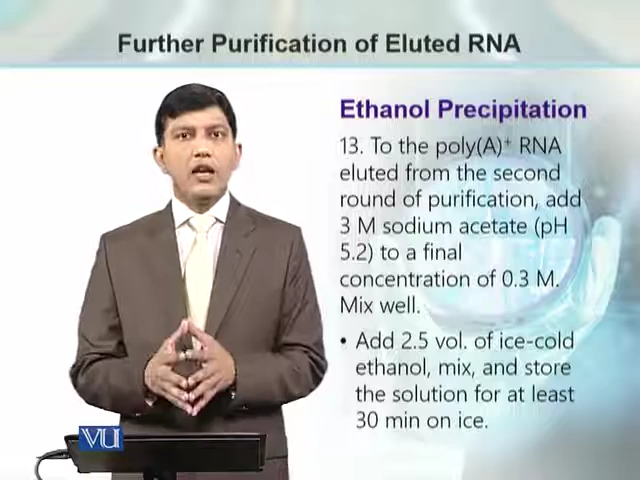 Further Purification of Eluted RNA
Ethanol Precipitation
13. To the poly(A)⁺ RNA
eluted from the second
round of purification, add
3 M sodium acetate (pH
5.2) to a final
concentration of 0.3 M.
Mix well.
• Add 2.5 vol. of ice-cold
ethanol, mix, and store
the solution for at least
30 min on ice.
VU